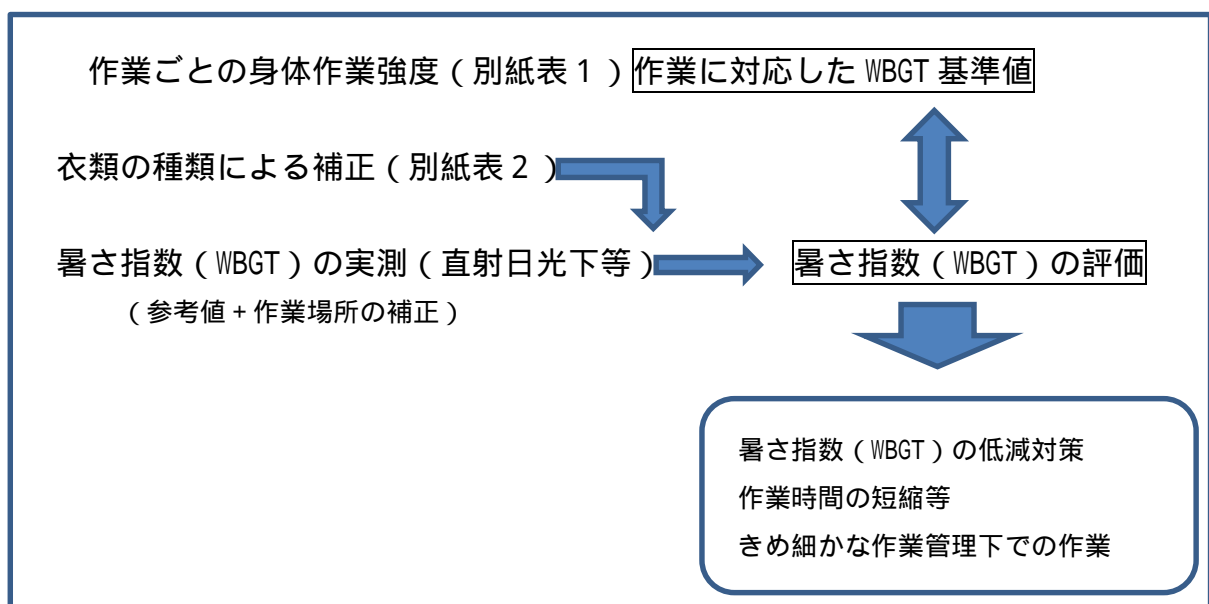 作業ごとの身体作業強度（別紙表１）作業に対応した WBGT 基準値
衣類の種類による補正（別紙表２）
暑さ指数（WBGT）の実測（直射日光下等） 暑さ指数（WBGT）の評価
（参考値＋作業場所の補正）
暑さ指数（WBGT）の低減対策
作業時間の短縮等
きめ細かな作業管理下での作業